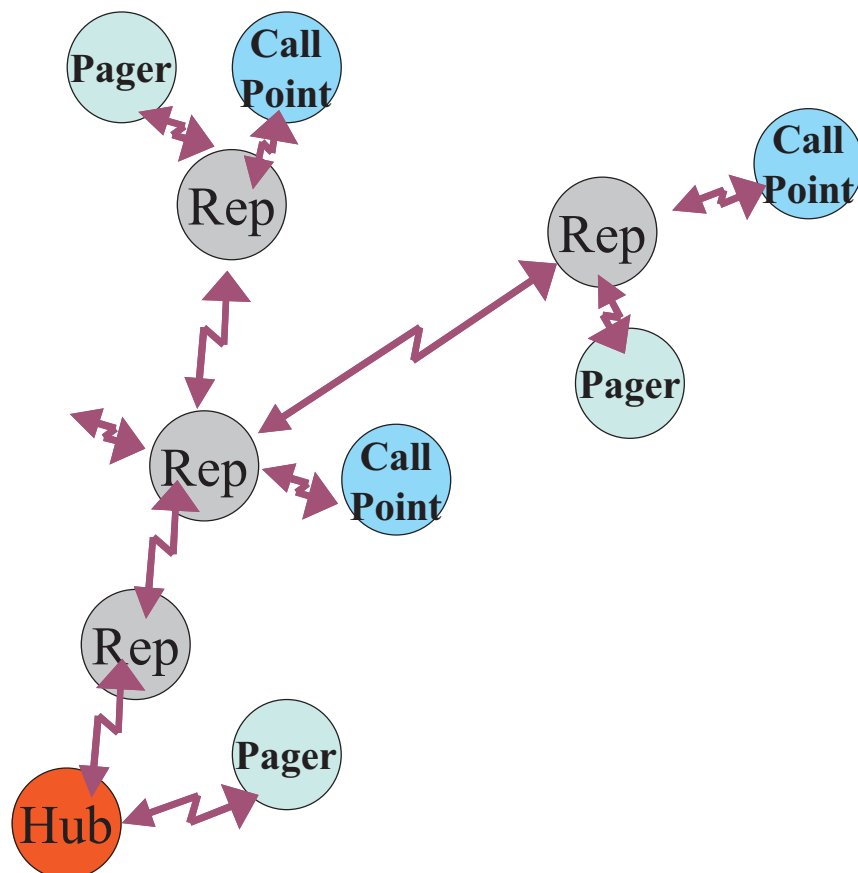 Pager
Call
Point
Rep
Call
Point
Rep
Pager
Rep
Call
Point
Rep
Pager
Hub